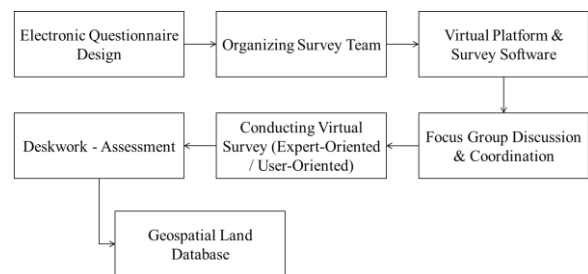 Electronic Questionnaire
Design
Organizing Survey Team
Virtual Platform &
Survey Software
Focus Group Discussion
& Coordination
Conducting Virtual
Survey (Expert-Oriented
/ User-Oriented)
Deskwork - Assessment
Geospatial Land
Database